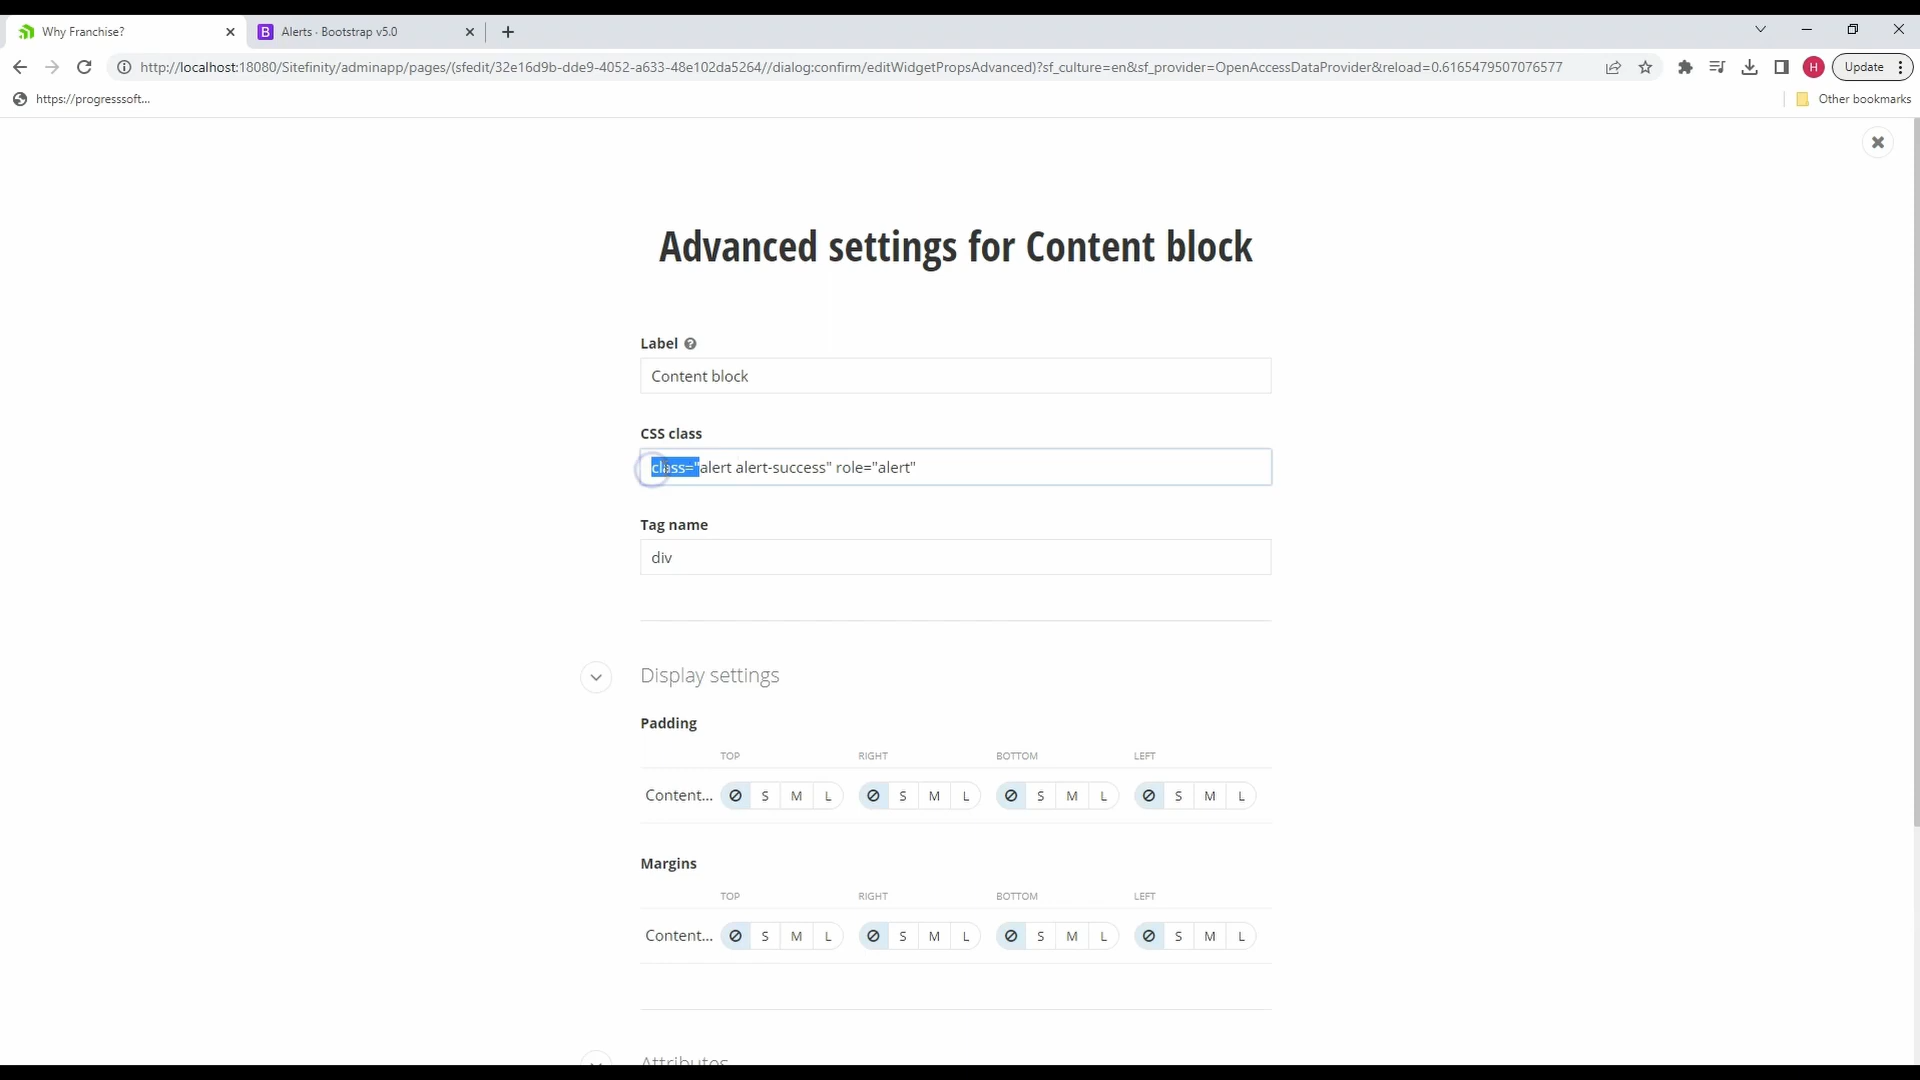 Why Franchise?
Alerts · Bootstrap v5.0
http://localhost:18080/Sitefinity/adminapp/pages/(sfedit/32e16d9b-dde9-4052-a633-48e102da5264//dialog:confirm/editWidgetPropsAdvanced)?sf_culture=en&sf_provider=OpenAccessDataProvider&reload=0.6165479507076577
H
Update
https://progresssoft...
Other bookmarks
Advanced settings for Content block
Label
Content block
CSS class
class="alert alert-success" role="alert"
Tag name
div
Display settings
Padding
TOP RIGHT BOTTOM LEFT
Content... S M L S M L S M L S M L
Margins
TOP RIGHT BOTTOM LEFT
Content... S M L S M L S M L S M L
Attributes